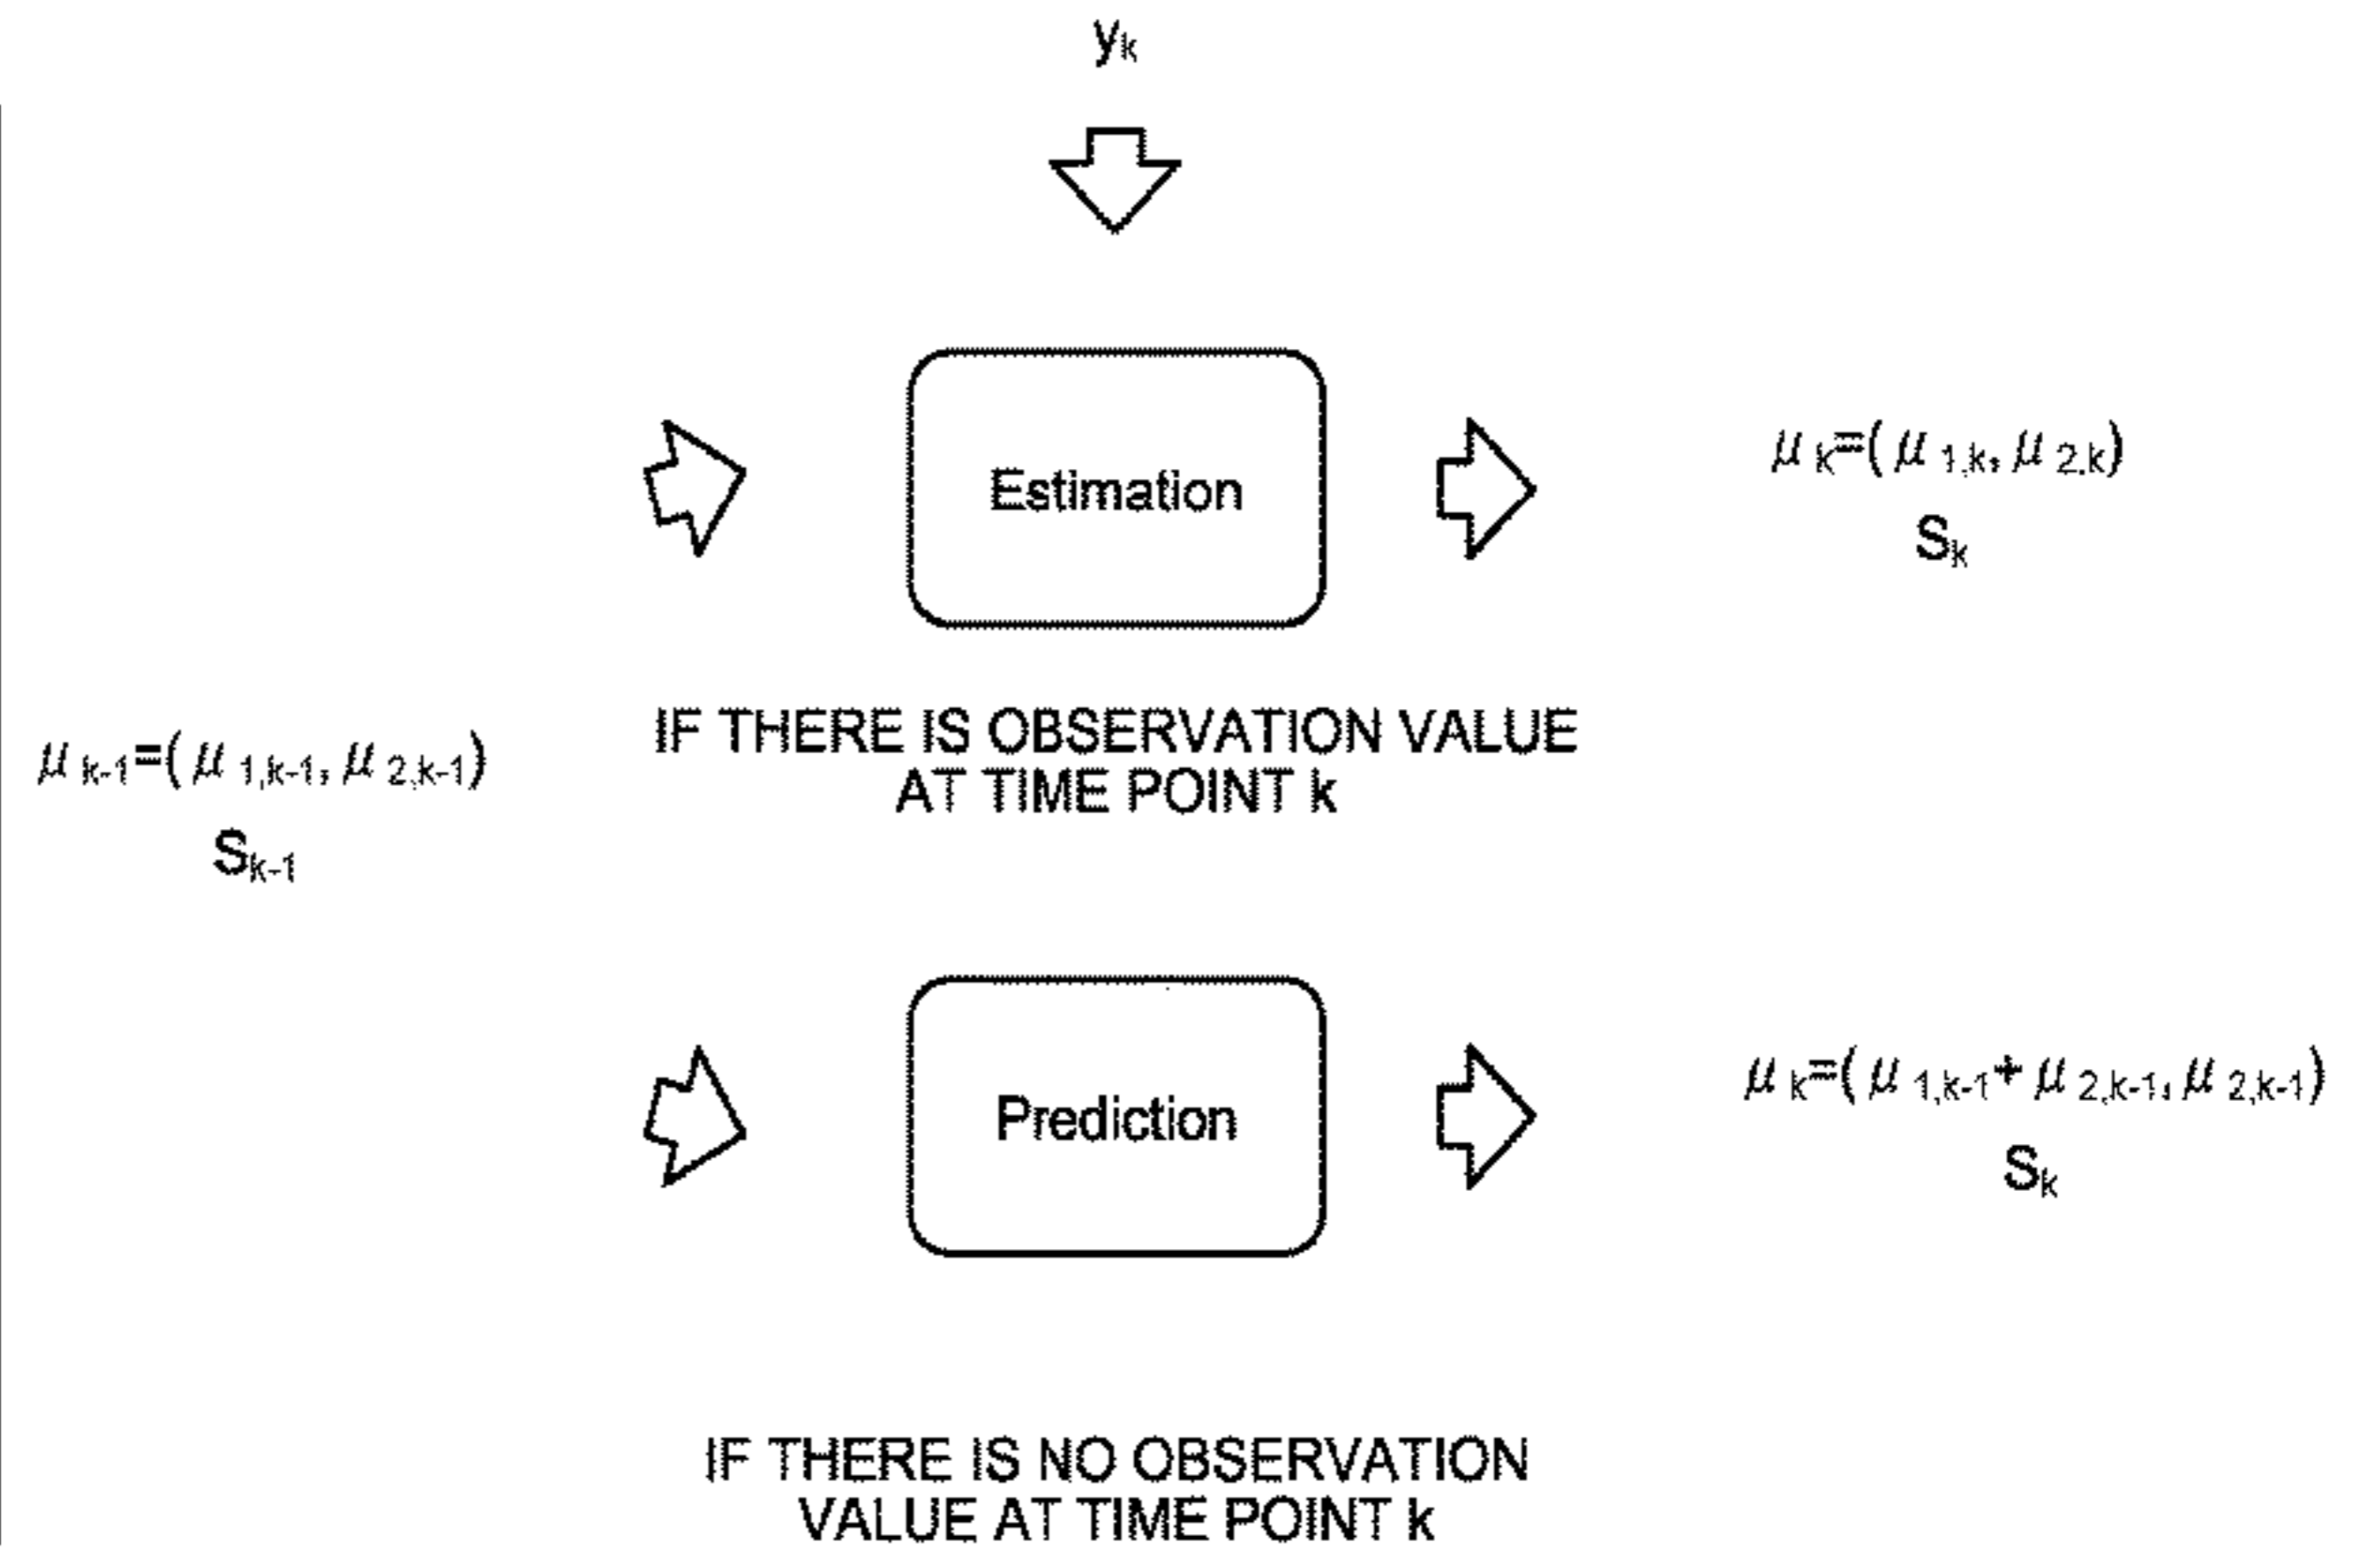 yk
Estimation
μk=(μ1,k, μ2,k)
Sk
IF THERE IS OBSERVATION VALUE
AT TIME POINT k
μk-1=(μ1,k-1, μ2,k-1)
Sk-1
Prediction
μk=(μ1,k-1+μ2,k-1, μ2,k-1)
Sk
IF THERE IS NO OBSERVATION
VALUE AT TIME POINT k